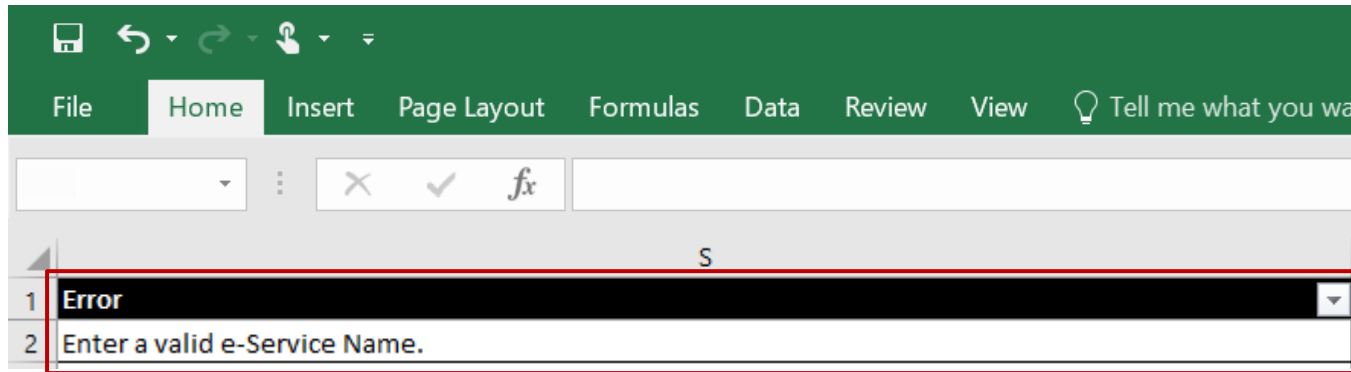 File Home Insert Page Layout Formulas Data Review View Tell me what you wa
fx
S
1 Error
2 Enter a valid e-Service Name.